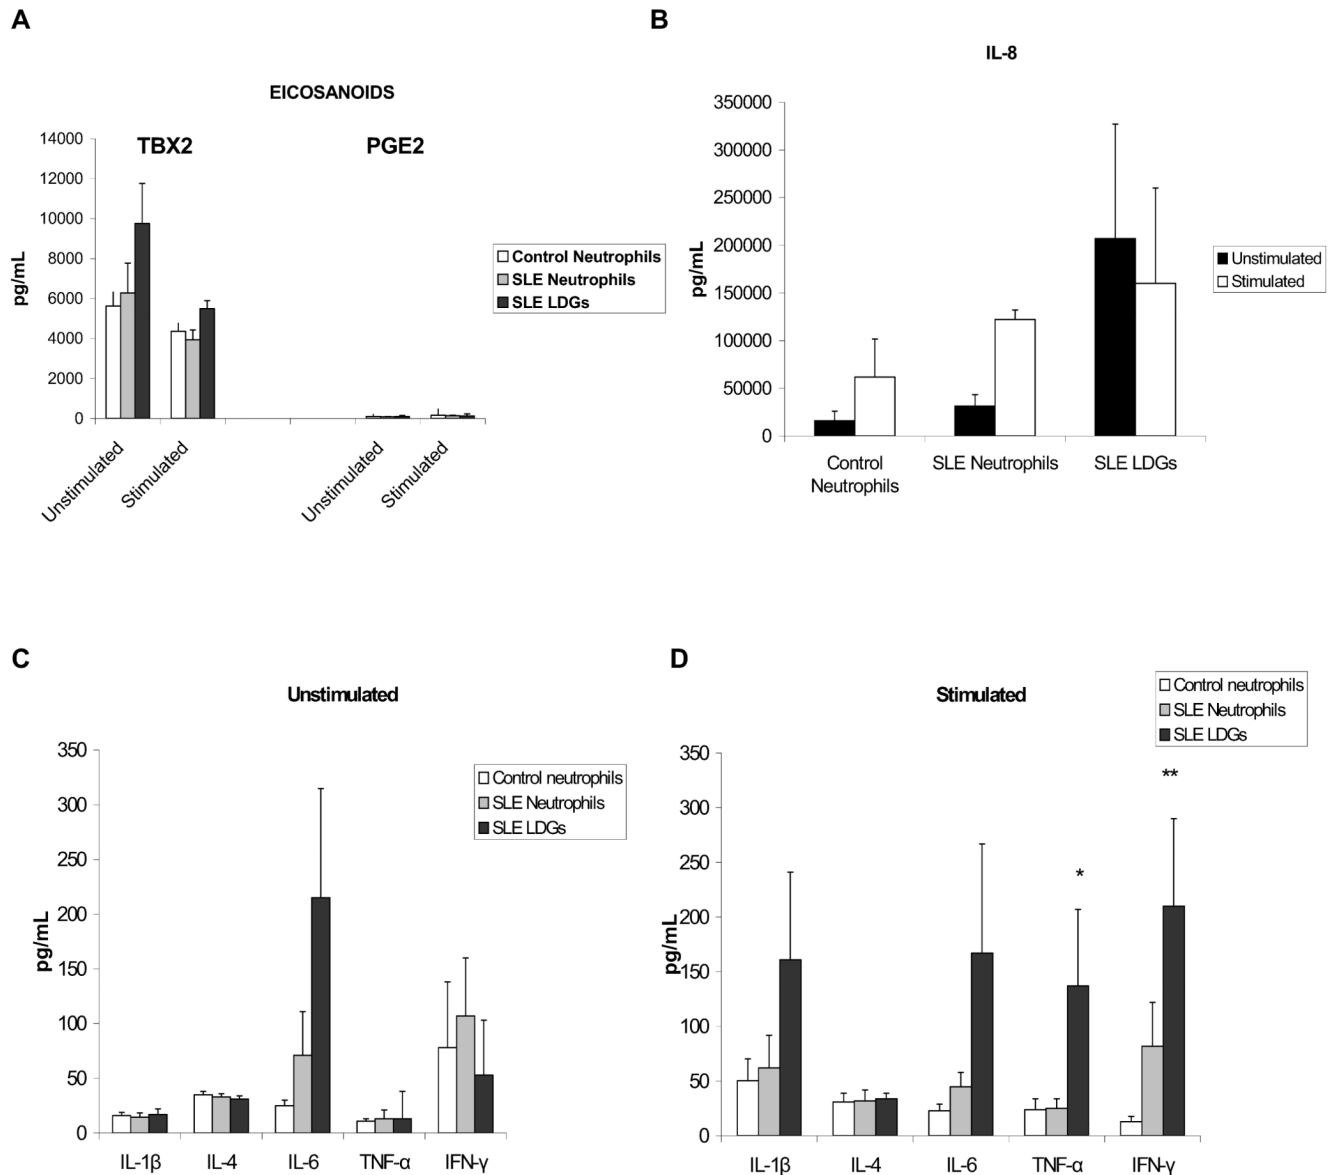 A
EICOSANOIDS
TBX2
PGE2
14000
12000
10000
8000
6000
4000
2000
0
pg/mL
Unstimulated
Stimulated
Unstimulated
Stimulated
Control Neutrophils
SLE Neutrophils
SLE LDGs
B
IL-8
350000
300000
250000
200000
150000
100000
50000
0
pg/mL
Control
Neutrophils
SLE Neutrophils
SLE LDGs
Unstimulated
Stimulated
C
Unstimulated
350
300
250
200
150
100
50
0
pg/mL
IL-1β
IL-4
IL-6
TNF-α
IFN-γ
Control neutrophils
SLE Neutrophils
SLE LDGs
D
Stimulated
Control neutrophils
SLE Neutrophils
SLE LDGs
350
300
250
200
150
100
50
0
pg/mL
*
**
IL-1β
IL-4
IL-6
TNF-α
IFN-γ